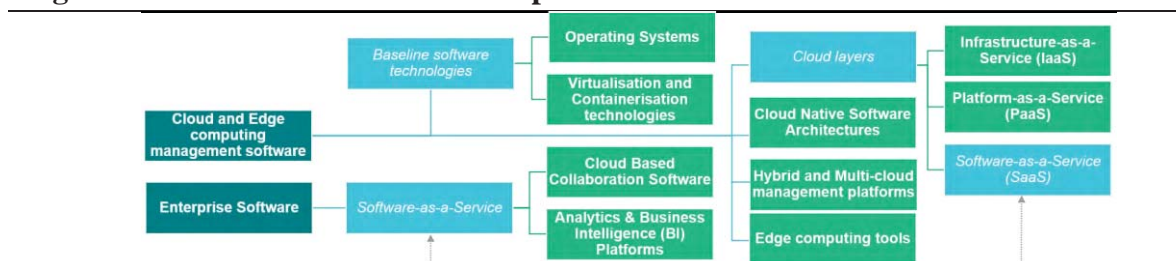 Baseline software
technologies
Operating Systems
Virtualisation and
Containerisation
technologies
Cloud layers
Infrastructure-as-a-
Service (IaaS)
Platform-as-a-Service
(PaaS)
Software-as-a-Service
(SaaS)
Cloud and Edge
computing
management software
Cloud Native Software
Architectures
Hybrid and Multi-cloud
management platforms
Edge computing tools
Enterprise Software
Software-as-a-Service
Cloud Based
Collaboration Software
Analytics & Business
Intelligence (BI)
Platforms